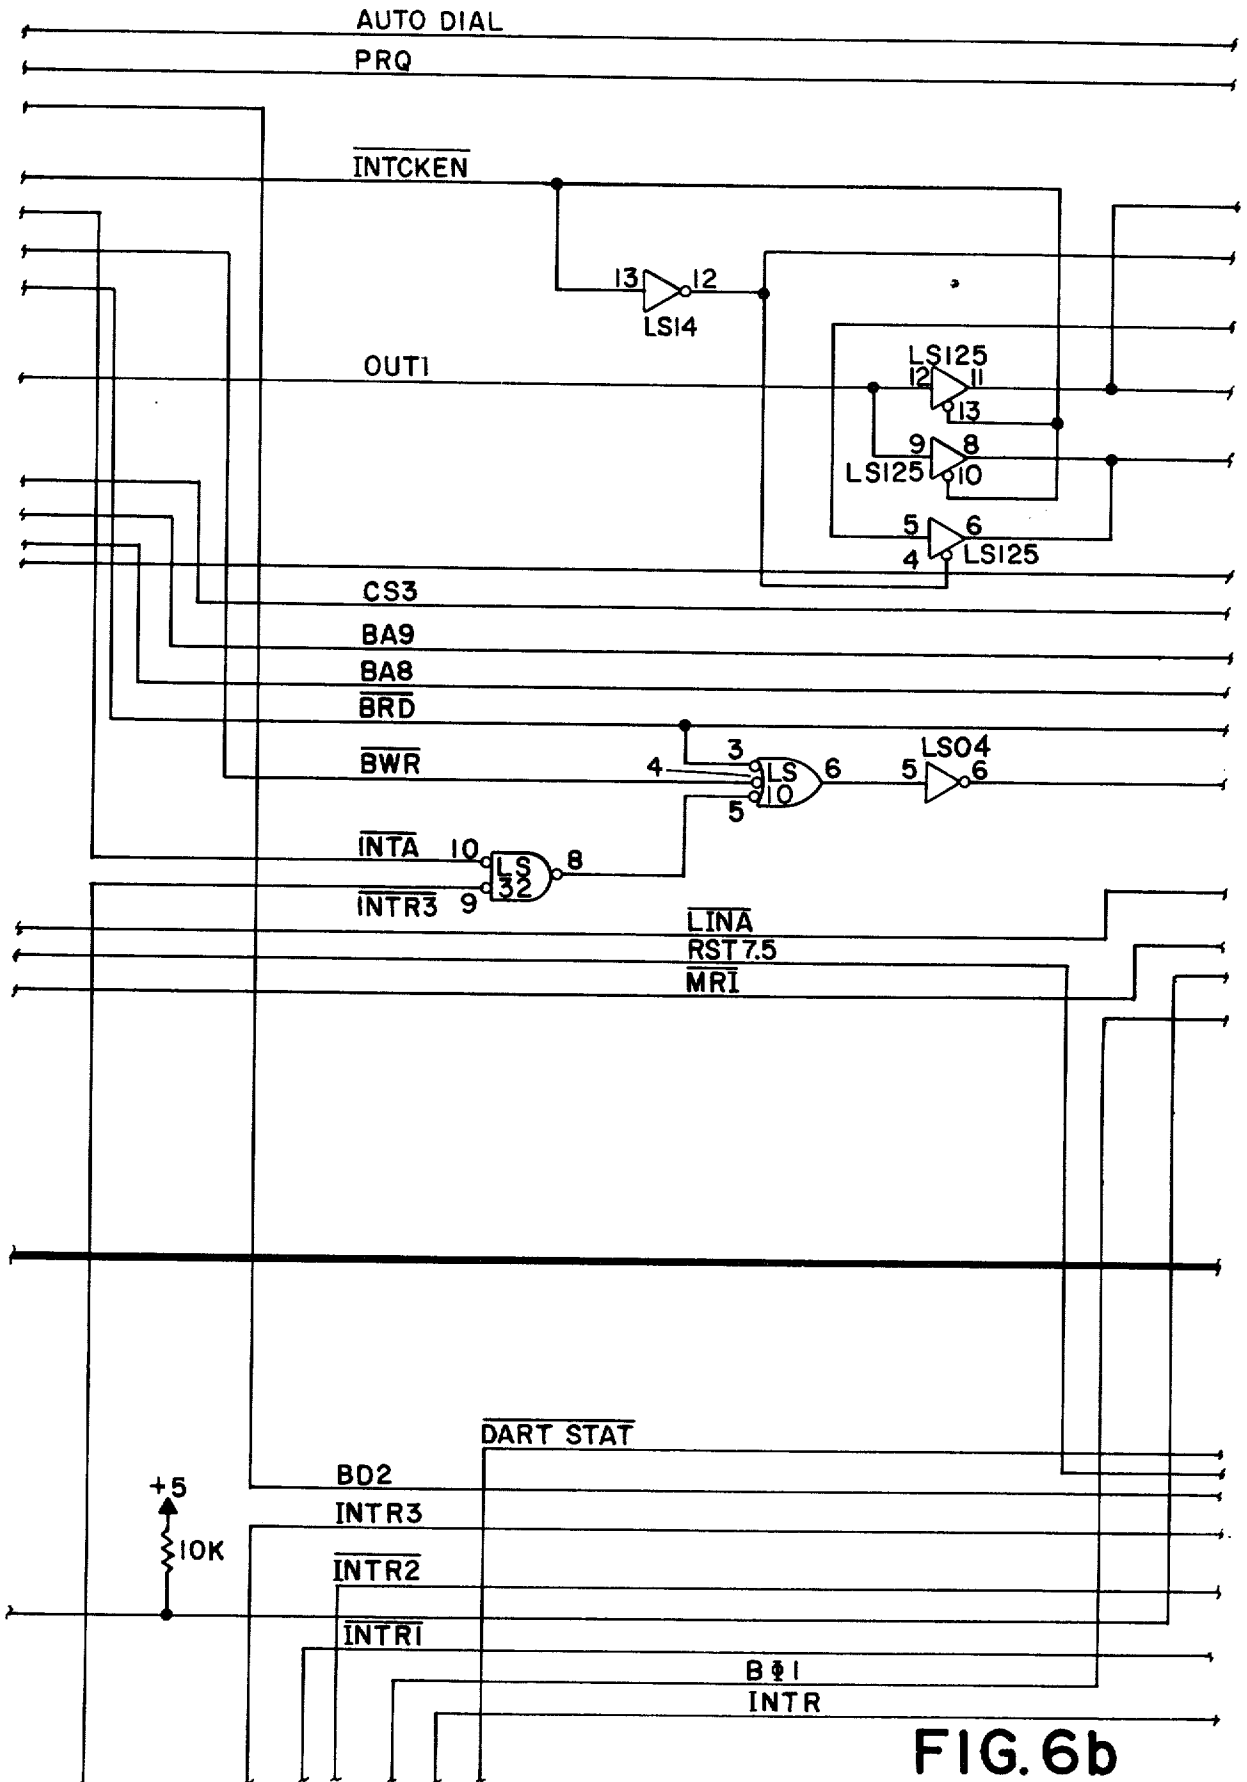 AUTO DIAL
PRQ
INTCKEN
13 12
LS14
OUT1
LS125
12 11
13
9 8
LS125 10
5 6
4 LS125
CS3
BA9
BA8
BRD
BWR
LS04
3
4 LS 6 5 6
10
5
INTA 10 LS 8
32
INTR3 9
LINA
RST7.5
MRI
DART STAT
BD2
+5
INTR3
10K
INTR2
INTR1
BΦ1
INTR
FIG. 6b